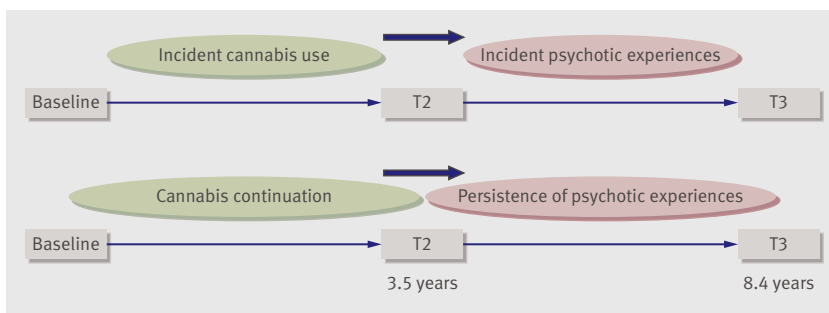 Incident cannabis use
Incident psychotic experiences
Baseline
T2
T3
Cannabis continuation
Persistence of psychotic experiences
Baseline
T2
T3
3.5 years
8.4 years